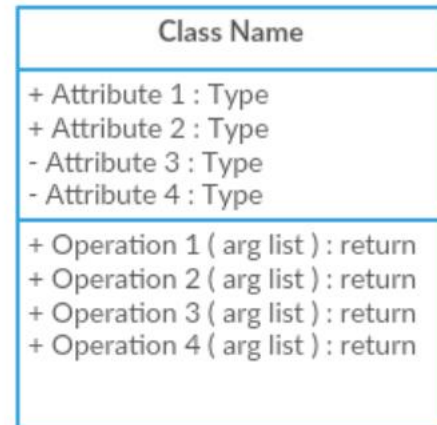 Class Name
+ Attribute 1 : Type
+ Attribute 2 : Type
- Attribute 3 : Type
- Attribute 4 : Type
+ Operation 1 ( arg list ) : return
+ Operation 2 ( arg list ) : return
+ Operation 3 ( arg list ) : return
+ Operation 4 ( arg list ) : return